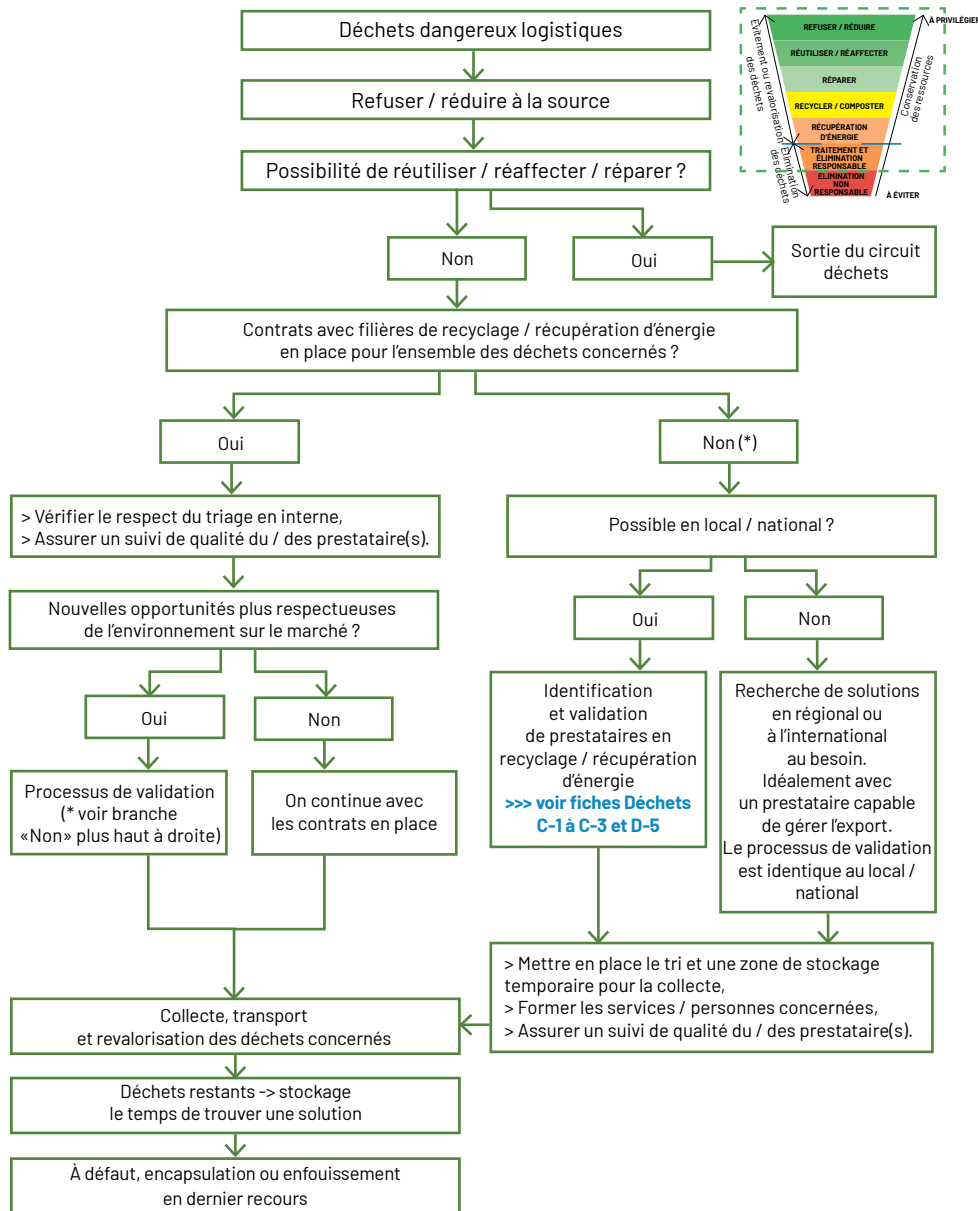 Déchets dangereux logistiques
Refuser / réduire à la source
Possibilité de réutiliser / réaffecter / réparer ?
À PRIVILÉGIER
REFUSER / RÉDUIRE
RÉUTILISER / RÉAFFECTER
RÉPARER
RECYCLER / COMPOSTER
RÉCUPÉRATION
D'ÉNERGIE
TRAITEMENT ET
ÉLIMINATION
RESPONSABLE
ÉLIMINATION
NON
RESPONSABLE
À ÉVITER
Évitement ou revalorisation
des déchets
Élimination
des déchets
Conservation
des ressources
Non
Oui
Sortie du circuit
déchets
Contrats avec filières de recyclage / récupération d'énergie
en place pour l'ensemble des déchets concernés ?
Oui
Non (*)
> Vérifier le respect du triage en interne,
> Assurer un suivi de qualité du / des prestataire(s).
Possible en local / national ?
Nouvelles opportunités plus respectueuses
de l'environnement sur le marché ?
Oui
Non
Oui
Non
Processus de validation
(* voir branche
«Non» plus haut à droite)
On continue avec
les contrats en place
Identification
et validation
de prestataires en
recyclage / récupération
d'énergie
>>> voir fiches Déchets
C-1 à C-3 et D-5
Recherche de solutions
en régional ou
à l'international
au besoin.
Idéalement avec
un prestataire capable
de gérer l'export.
Le processus de validation
est identique au local /
national
> Mettre en place le tri et une zone de stockage
temporaire pour la collecte,
> Former les services / personnes concernées,
> Assurer un suivi de qualité du / des prestataire(s).
Collecte, transport
et revalorisation des déchets concernés
Déchets restants -> stockage
le temps de trouver une solution
À défaut, encapsulation ou enfouissement
en dernier recours